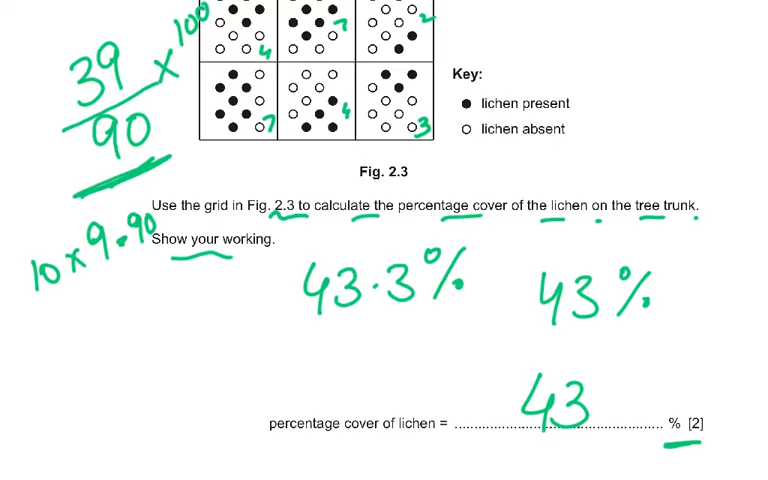 39
90
× 100
7
2
4
7
4
3
Key:
lichen present
lichen absent
Fig. 2.3
Use the grid in Fig. 2.3 to calculate the percentage cover of the lichen on the tree trunk.
10 × 9 = 90
Show your working.
43.3% 43%
43
percentage cover of lichen = ..................................................... % [2]